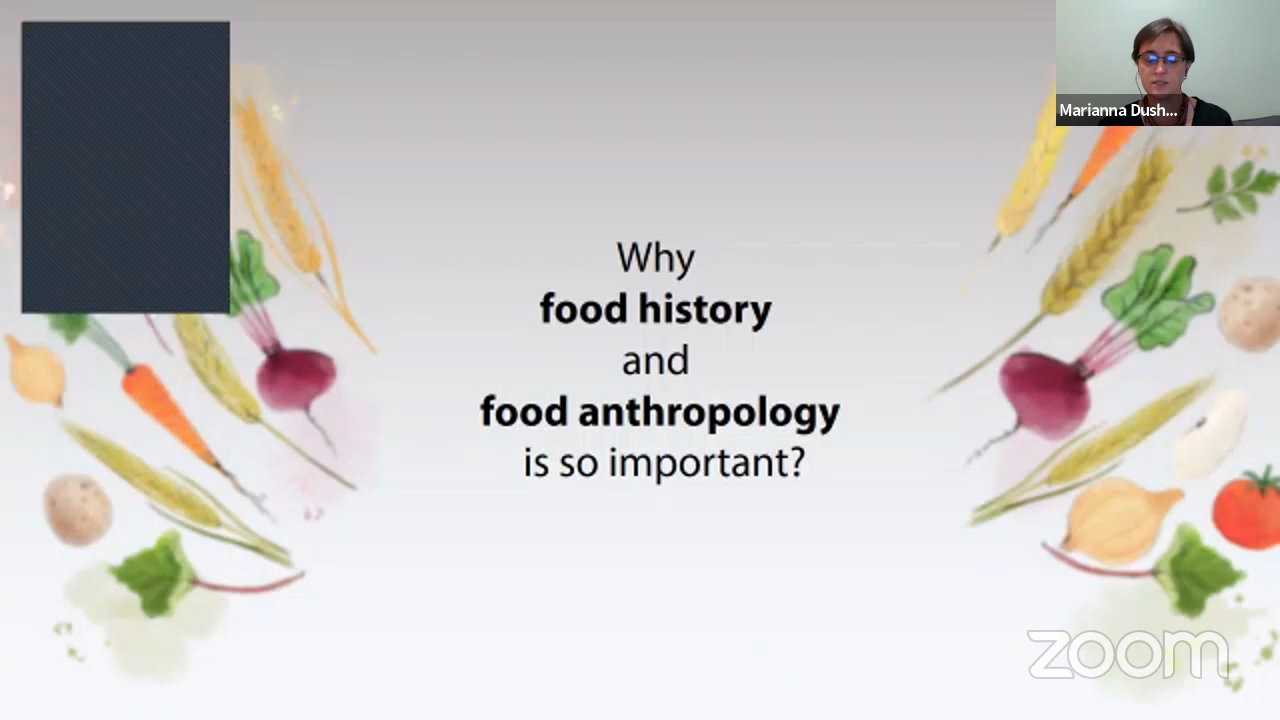 Marianna Dush...
Why
food history
and
food anthropology
is so important?
zoom